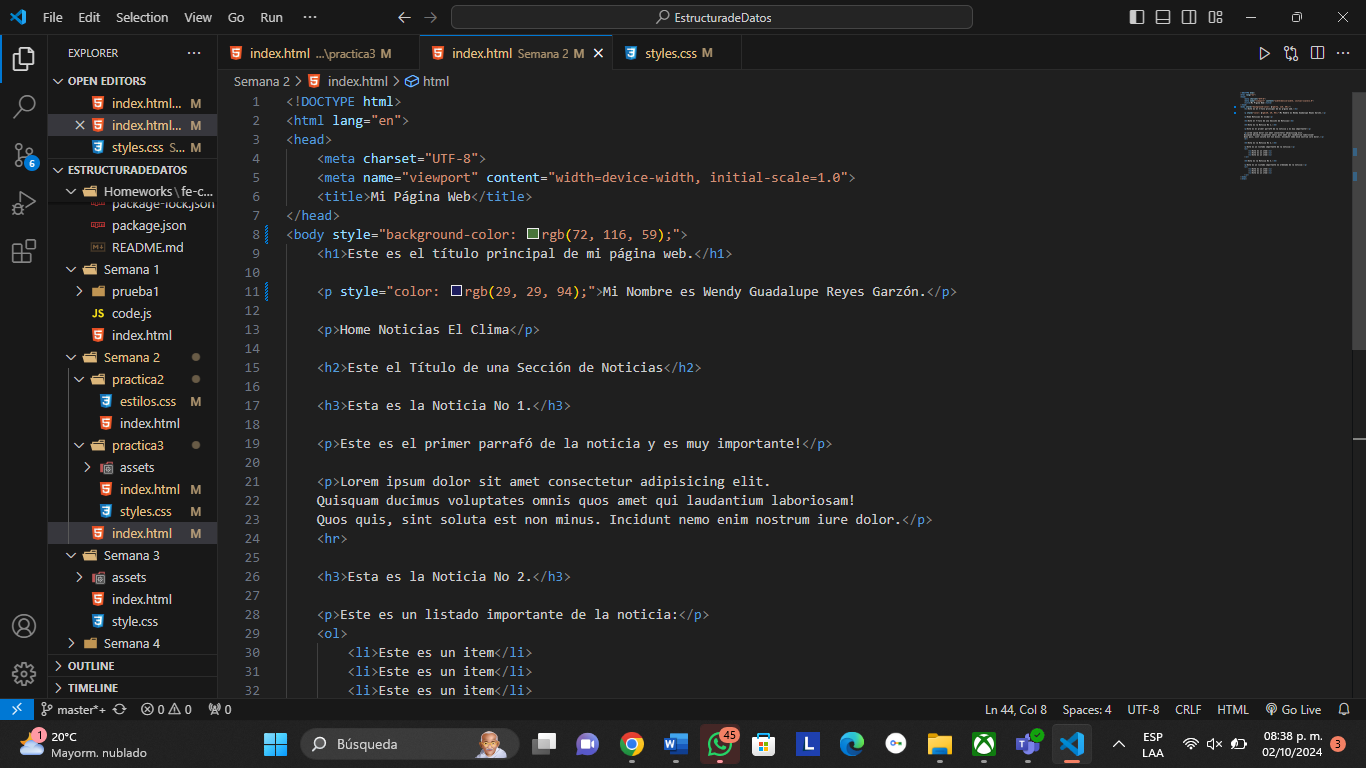 File Edit Selection View Go Run ··· EstructuradeDatos
EXPLORER ···
OPEN EDITORS
index.html... M
index.html... M
styles.css S... M
ESTRUCTURADEDATOS
Homeworks \ fe-c...
package-lock.json
package.json
README.md
Semana 1
prueba1
JS code.js
index.html
Semana 2
practica2
estilos.css M
index.html
practica3
assets
index.html M
styles.css M
index.html M
Semana 3
assets
index.html
style.css
Semana 4
OUTLINE
TIMELINE
6
index.html ...\practica3 M index.html Semana 2 M styles.css M
Semana 2 > index.html > html
1 <!DOCTYPE html>
2 <html lang="en">
3 <head>
4 <meta charset="UTF-8">
5 <meta name="viewport" content="width=device-width, initial-scale=1.0">
6 <title>Mi Página Web</title>
7 </head>
8 <body style="background-color: rgb(72, 116, 59);">
9 <h1>Este es el título principal de mi página web.</h1>
10
11 <p style="color: rgb(29, 29, 94);">Mi Nombre es Wendy Guadalupe Reyes Garzón.</p>
12
13 <p>Home Noticias El Clima</p>
14
15 <h2>Este el Título de una Sección de Noticias</h2>
16
17 <h3>Esta es la Noticia No 1.</h3>
18
19 <p>Este es el primer parrafó de la noticia y es muy importante!</p>
20
21 <p>Lorem ipsum dolor sit amet consectetur adipisicing elit.
22 Quisquam ducimus voluptates omnis quos amet qui laudantium laboriosam!
23 Quos quis, sint soluta est non minus. Incidunt nemo enim nostrum iure dolor.</p>
24 <hr>
25
26 <h3>Esta es la Noticia No 2.</h3>
27
28 <p>Este es un listado importante de la noticia:</p>
29 <ol>
30 <li>Este es un item</li>
31 <li>Este es un item</li>
32 <li>Este es un item</li>
master*+ 0 0 0 Ln 44, Col 8 Spaces: 4 UTF-8 CRLF HTML Go Live
1 20°C
Mayorm. nublado
Búsqueda
45
L
ESP
LAA
08:38 p. m.
02/10/2024
3